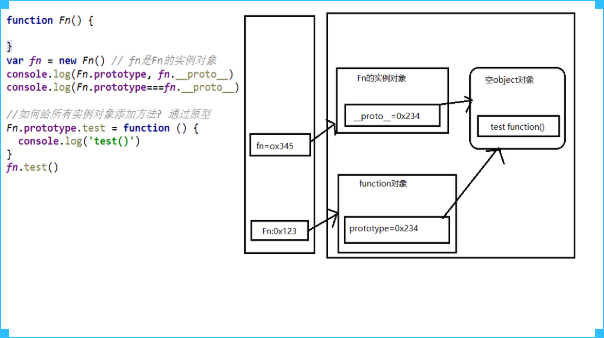 function Fn() {
}
var fn = new Fn() // fn是Fn的实例对象
console.log(Fn.prototype, fn.__proto__)
console.log(Fn.prototype===fn.__proto__)
//如何给所有实例对象添加方法? 通过原型
Fn.prototype.test = function () {
console.log('test()')
}
fn.test()
fn=ox345
Fn:0x123
Fn的实例对象
__proto__=0x234
function对象
prototype=0x234
空object对象
test function()